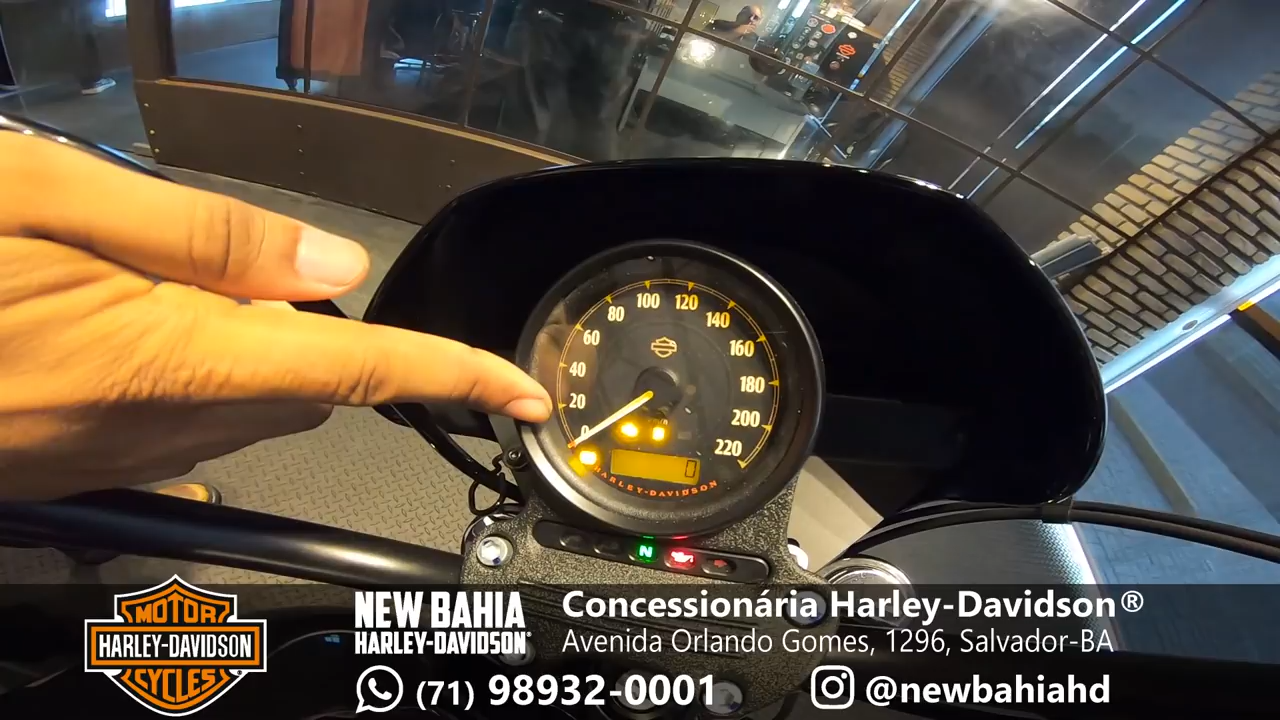 100
120
80
140
60
160
40
180
20
200
0
220
0
HARLEY-DAVIDSON
N
MOTOR
HARLEY-DAVIDSON
CYCLES
NEW BAHIA
HARLEY-DAVIDSON®
Concessionária Harley-Davidson®
Avenida Orlando Gomes, 1296, Salvador-BA
(71) 98932-0001
@newbahiahd